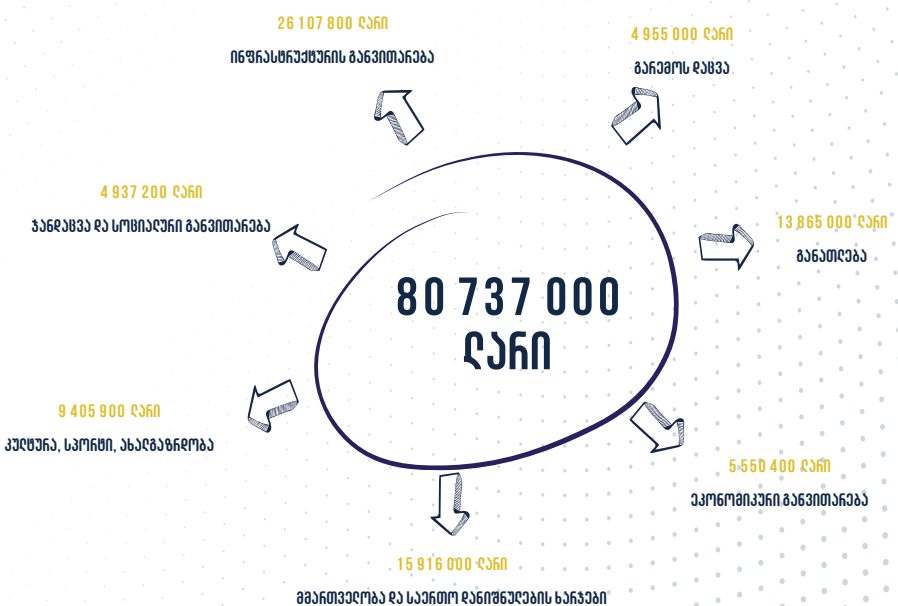 26 107 800 ლარი
ინფრასტრუქტურის განვითარება
4 955 000 ლარი
გარემოს დაცვა
4 937 200 ლარი
ჯანდაცვა და სოციალური განვითარება
13 865 000 ლარი
განათლება
80 737 000
ლარი
9 405 900 ლარი
კულტურა, სპორტი, ახალგაზრდობა
5 550 400 ლარი
ეკონომიკური განვითარება
15 916 000 ლარი
მმართველობა და საერთო დანიშნულების ხარჯები